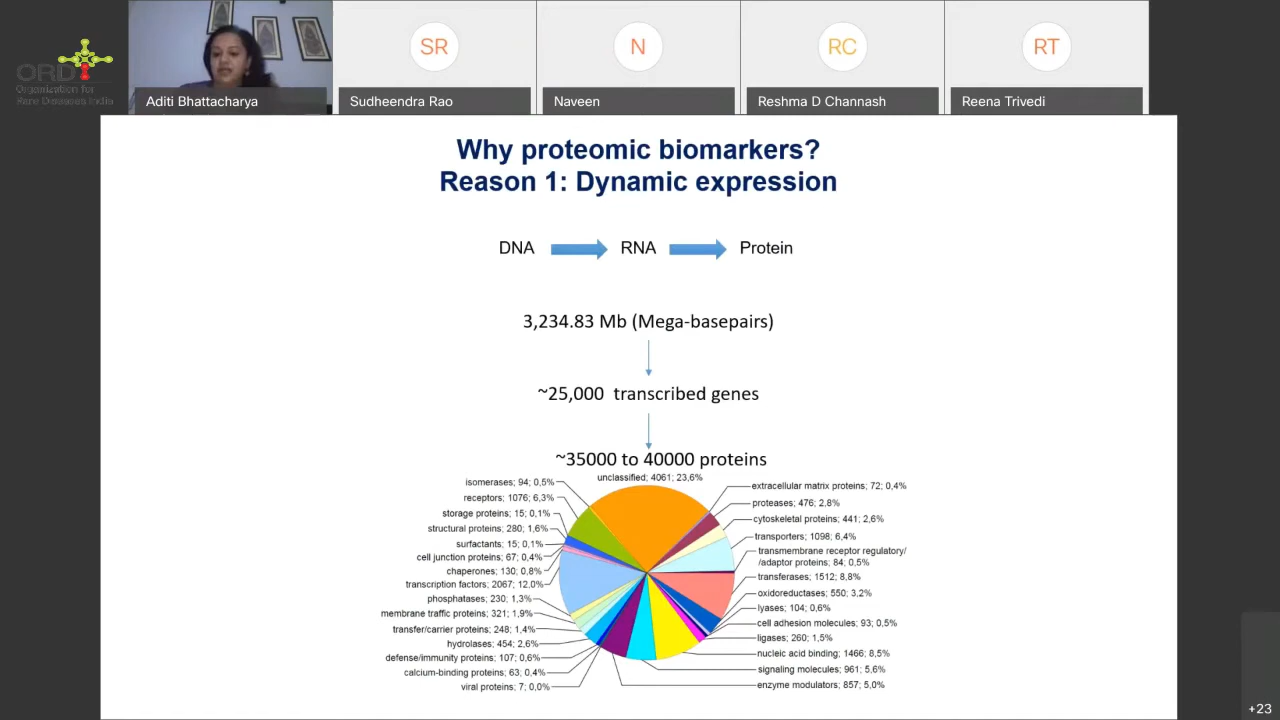 ORDI
Organization for
Rare Diseases India
Aditi Bhattacharya
SR
Sudheendra Rao
N
Naveen
RC
Reshma D Channash
RT
Reena Trivedi
Why proteomic biomarkers?
Reason 1: Dynamic expression
DNA
RNA
Protein
3,234.83 Mb (Mega-basepairs)
~25,000 transcribed genes
~35000 to 40000 proteins
unclassified; 4061; 23,6%
isomerases; 94; 0,5%
receptors; 1076; 6,3%
storage proteins; 15; 0,1%
structural proteins; 280; 1,6%
surfactants; 15; 0,1%
cell junction proteins; 67; 0,4%
chaperones; 130; 0,8%
transcription factors; 2067; 12,0%
phosphatases; 230; 1,3%
membrane traffic proteins; 321; 1,9%
transfer/carrier proteins; 248; 1,4%
hydrolases; 454; 2,6%
defense/immunity proteins; 107; 0,6%
calcium-binding proteins; 63; 0,4%
viral proteins; 7; 0,0%
extracellular matrix proteins; 72; 0,4%
proteases; 476; 2,8%
cytoskeletal proteins; 441; 2,6%
transporters; 1098; 6,4%
transmembrane receptor regulatory/
/adaptor proteins; 84; 0,5%
transferases; 1512; 8,8%
oxidoreductases; 550; 3,2%
lyases; 104; 0,6%
cell adhesion molecules; 93; 0,5%
ligases; 260; 1,5%
nucleic acid binding; 1466; 8,5%
signaling molecules; 961; 5,6%
enzyme modulators; 857; 5,0%
+23